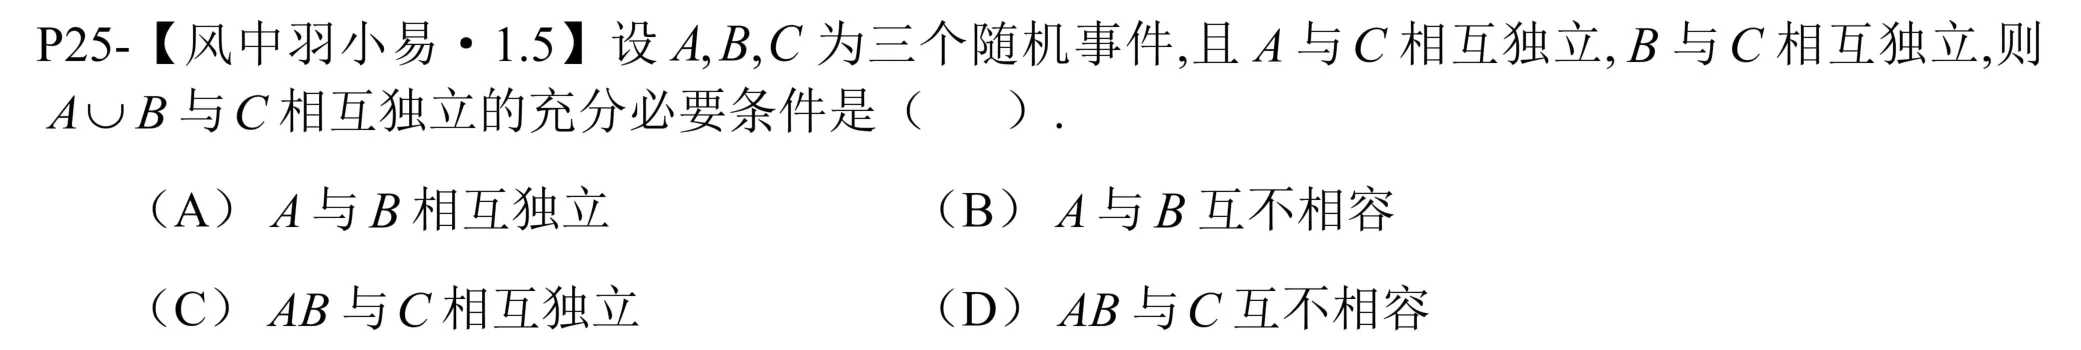 P25-【风中羽小易·1.5】设 A,B,C 为三个随机事件,且 A 与 C 相互独立, B 与 C 相互独立,则
A∪B 与 C 相互独立的充分必要条件是（　　）.
（A） A 与 B 相互独立　　（B） A 与 B 互不相容
（C） AB 与 C 相互独立　　（D） AB 与 C 互不相容